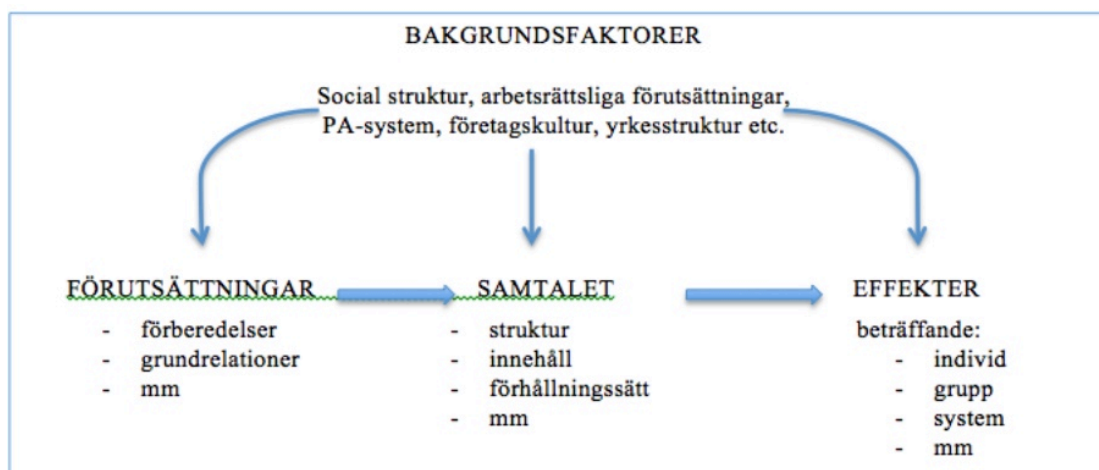 BAKGRUNDSFAKTORER
Social struktur, arbetsrättsliga förutsättningar,
PA-system, företagskultur, yrkesstruktur etc.
FÖRUTSÄTTNINGAR
- förberedelser
- grundrelationer
- mm
SAMTALET
- struktur
- innehåll
- förhållningssätt
- mm
EFFEKTER
beträffande:
- individ
- grupp
- system
- mm